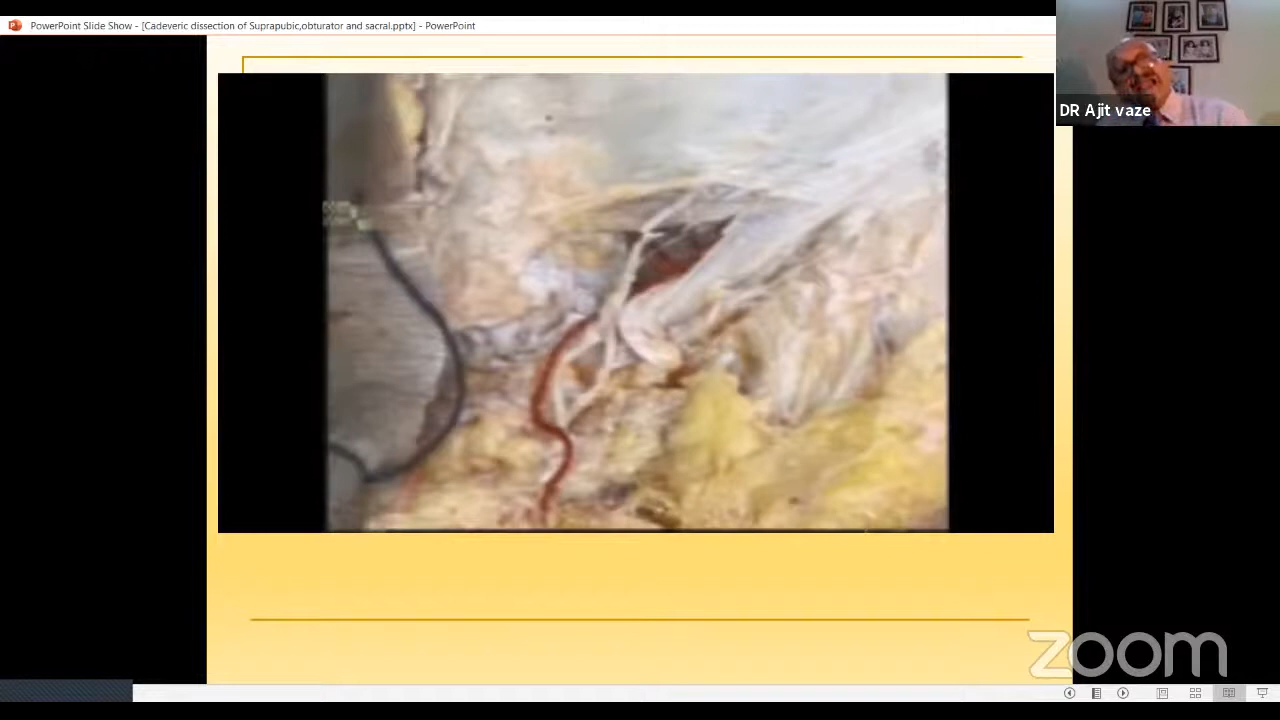 PowerPoint Slide Show - [Cadeveric dissection of Suprapubic,obturator and sacral.pptx] - PowerPoint
DR Ajit vaze
zoom